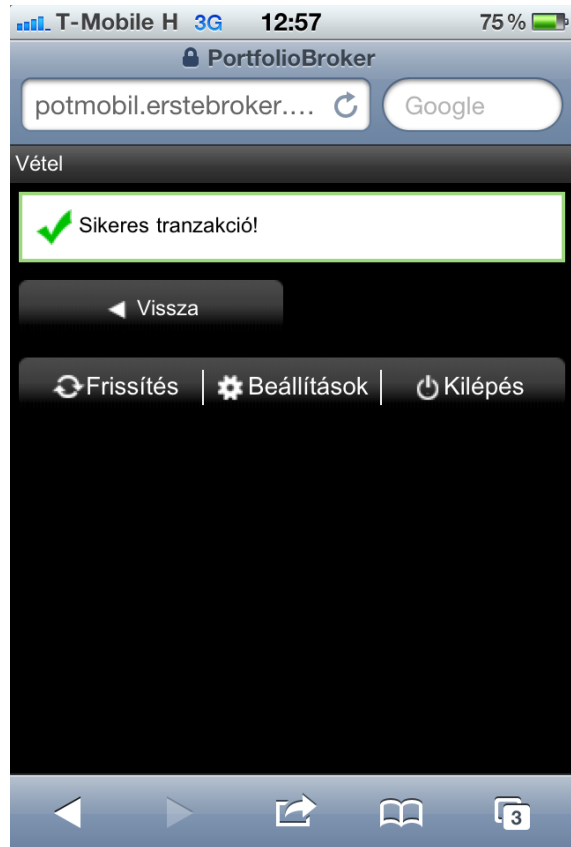 T-Mobile H 3G 12:57 75 %
PortfolioBroker
potmobil.erstebroker.... Google
Vétel
Sikeres tranzakció!
Vissza
Frissítés Beállítások Kilépés
3